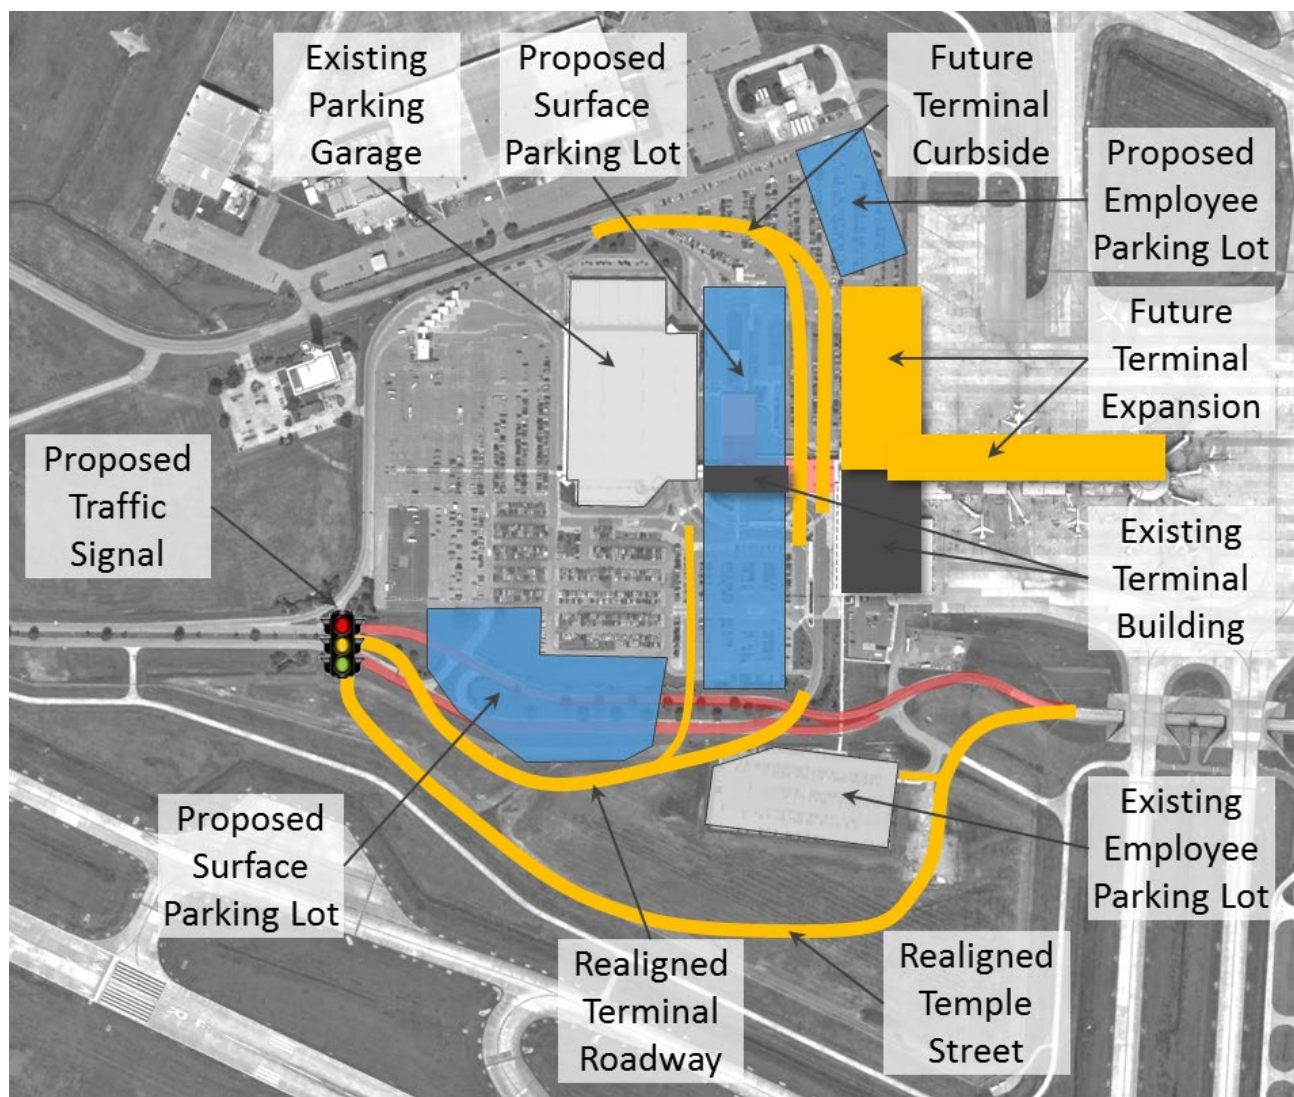 Existing
Parking
Garage
Proposed
Surface
Parking Lot
Future
Terminal
Curbside
Proposed
Employee
Parking Lot
Future
Terminal
Expansion
Proposed
Traffic
Signal
Existing
Terminal
Building
Proposed
Surface
Parking Lot
Existing
Employee
Parking Lot
Realigned
Terminal
Roadway
Realigned
Temple
Street